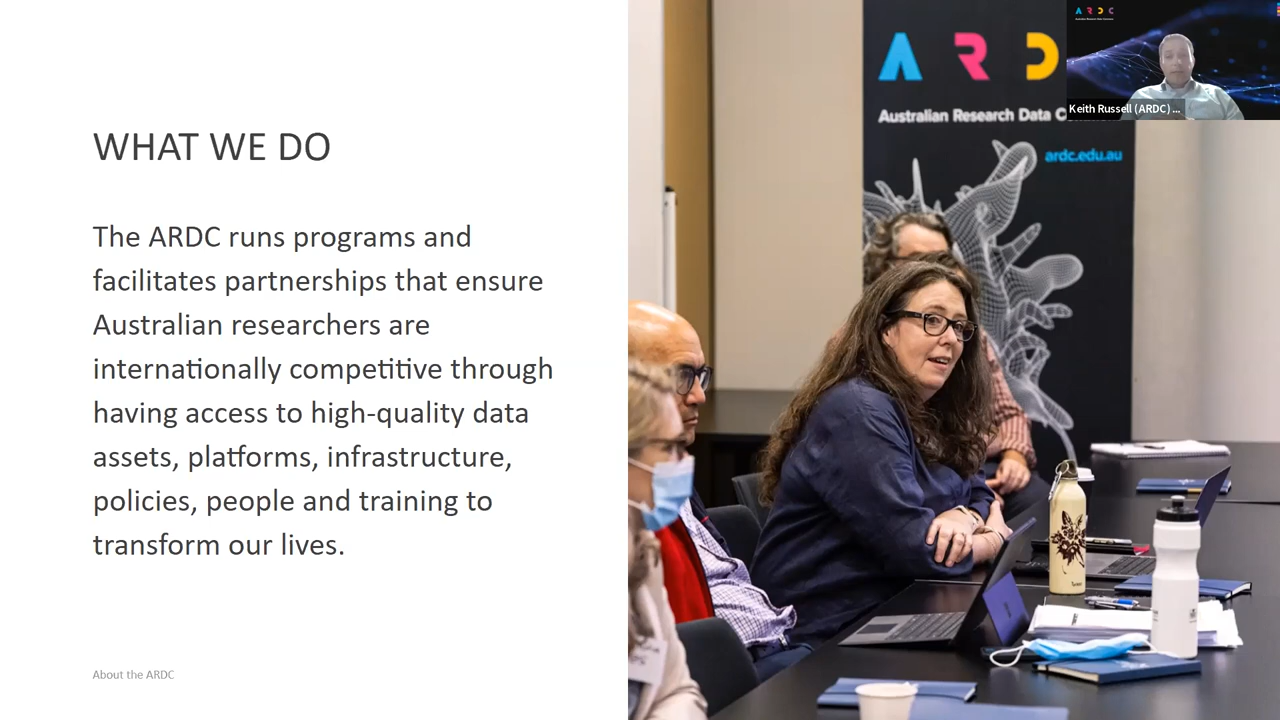 WHAT WE DO
The ARDC runs programs and
facilitates partnerships that ensure
Australian researchers are
internationally competitive through
having access to high-quality data
assets, platforms, infrastructure,
policies, people and training to
transform our lives.
About the ARDC
A R D
Australian Research Data
ardc.edu.au
A R D C
Keith Russell (ARDC) ...